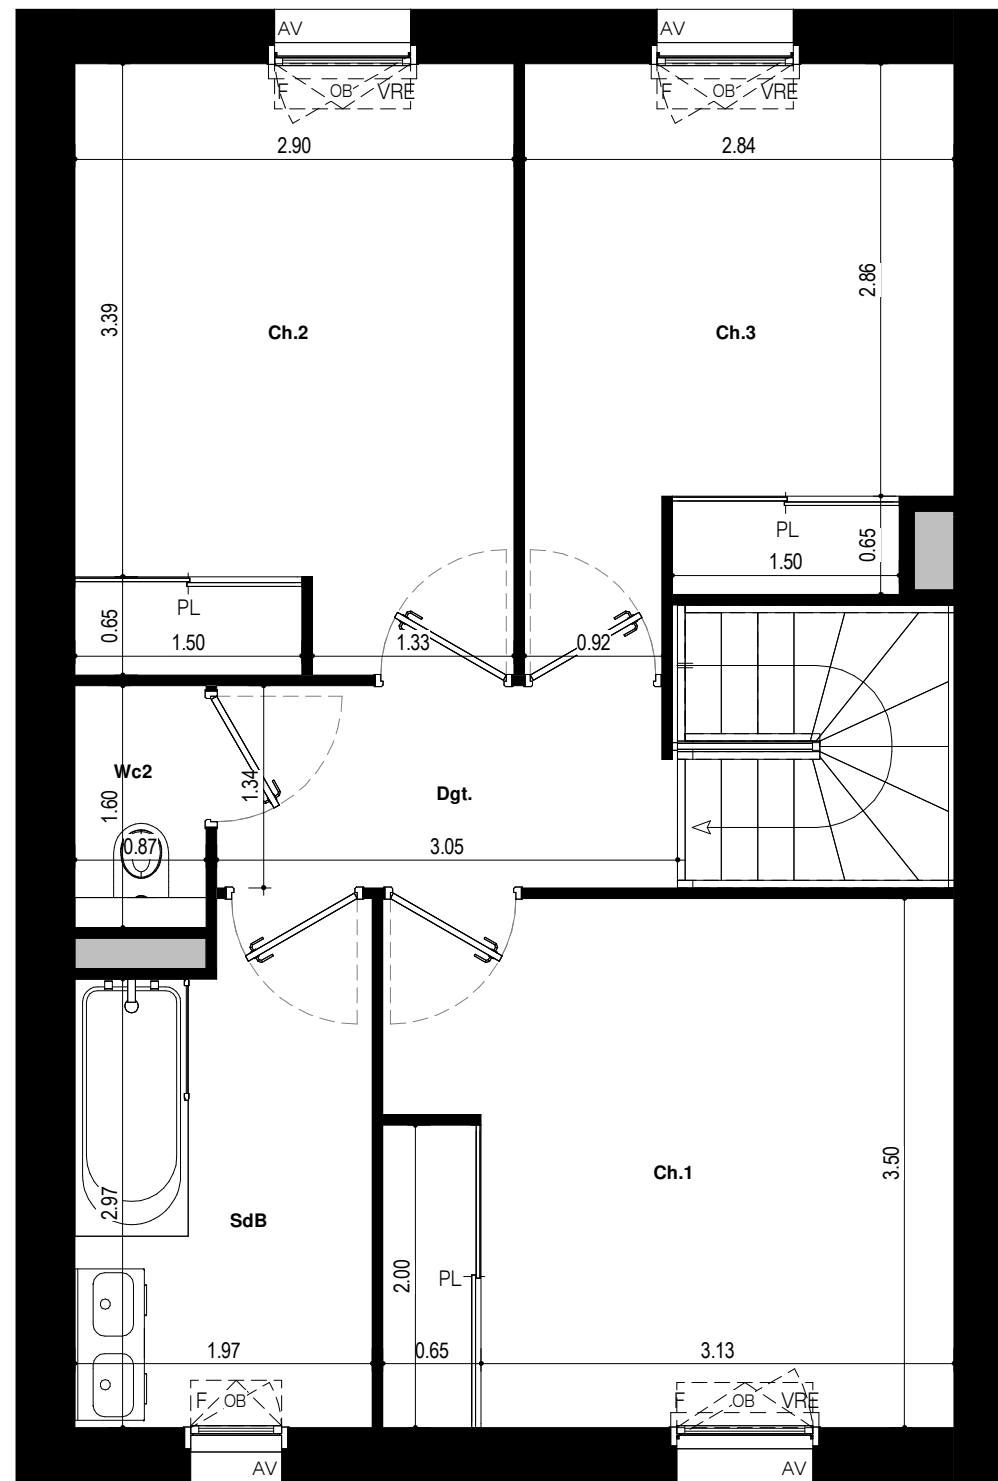 AV AV
F OB VRE F OB VRE
2.90 2.84
2.86
3.39
Ch.2 Ch.3
PL
0.65
1.50
PL
0.65
1.50 1.33 0.92
Wc2
1.34
1.60
Dgt.
0.87 3.05
3.50
Ch.1
2.97
SdB
2.00
PL
1.97 0.65 3.13
F OB F OB VRE
AV AV